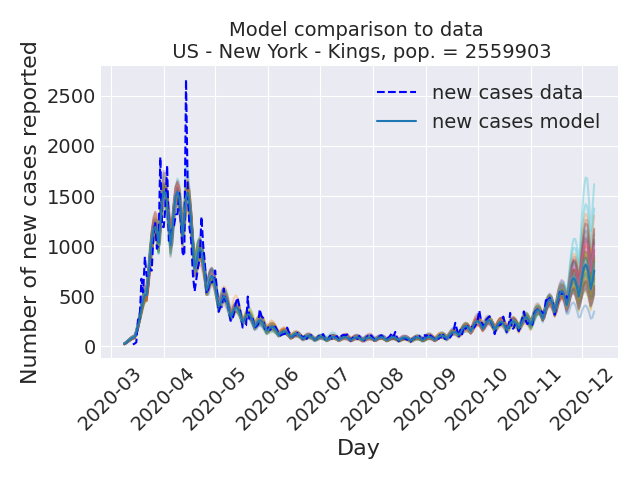 Model comparison to data
US - New York - Kings, pop. = 2559903
Number of new cases reported
2500
2000
1500
1000
500
0
new cases data
new cases model
2020-03
2020-04
2020-05
2020-06
2020-07
2020-08
2020-09
2020-10
2020-11
2020-12
Day